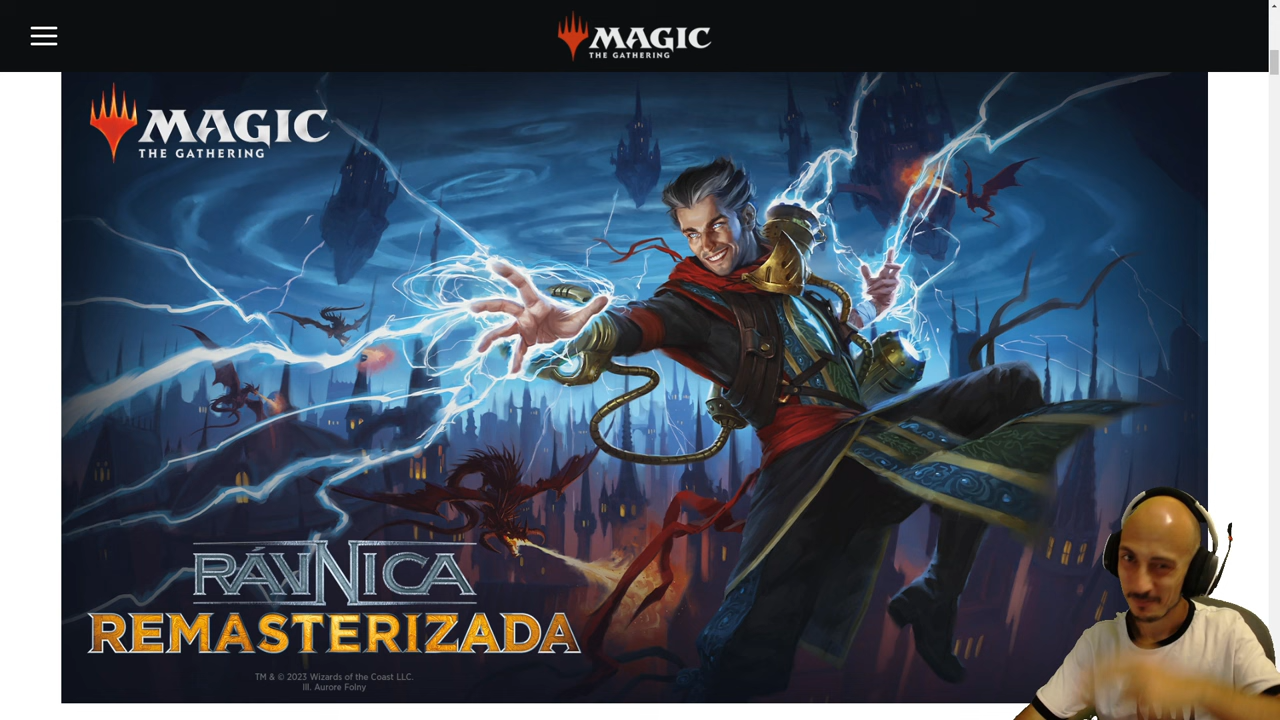 MAGIC
THE GATHERING
MAGIC
THE GATHERING
RÁVNICA
REMASTERIZADA
TM & © 2023 Wizards of the Coast LLC.
Ill. Aurore Folny